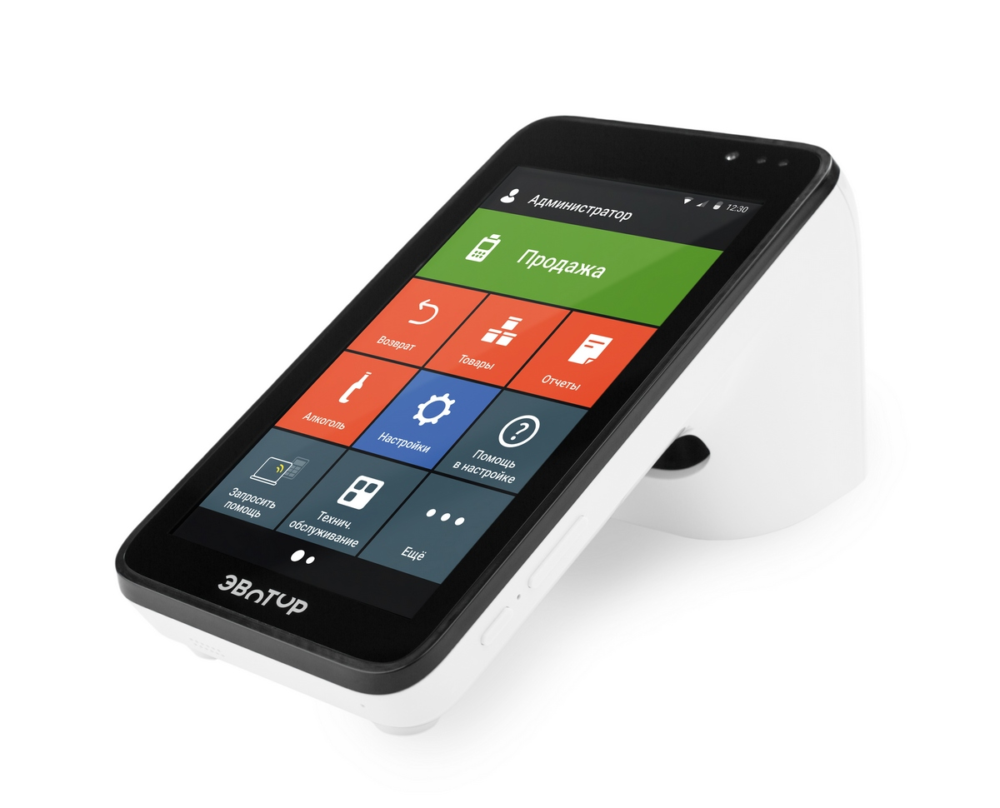 Администратор 12:30
Продажа
Возврат
Товары
Отчеты
Алкоголь
Настройки
Помощь
в настройке
Запросить
помощь
Технич.
обслуживание
Ещё
ЭВОТОР